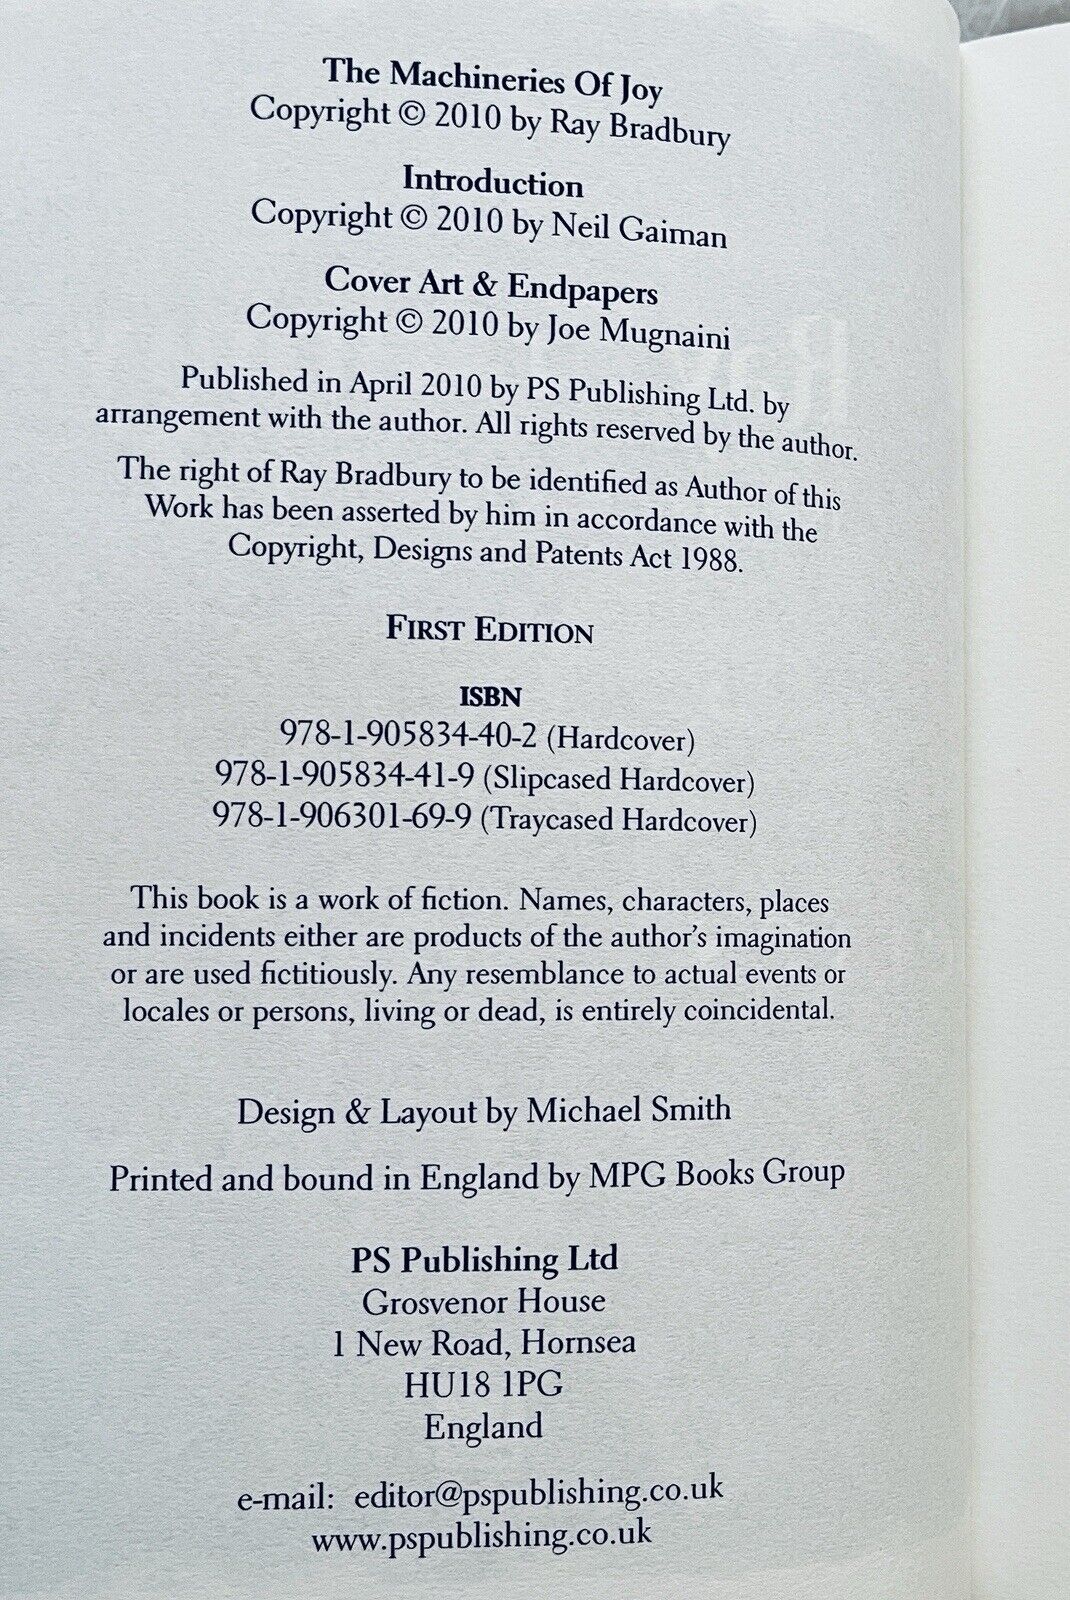 The Machineries Of Joy
Copyright © 2010 by Ray Bradbury
Introduction
Copyright © 2010 by Neil Gaiman
Cover Art & Endpapers
Copyright © 2010 by Joe Mugnaini
Published in April 2010 by PS Publishing Ltd. by
arrangement with the author. All rights reserved by the author.
The right of Ray Bradbury to be identified as Author of this
Work has been asserted by him in accordance with the
Copyright, Designs and Patents Act 1988.
FIRST EDITION
ISBN
978-1-905834-40-2 (Hardcover)
978-1-905834-41-9 (Slipcased Hardcover)
978-1-906301-69-9 (Traycased Hardcover)
This book is a work of fiction. Names, characters, places
and incidents either are products of the author's imagination
or are used fictitiously. Any resemblance to actual events or
locales or persons, living or dead, is entirely coincidental.
Design & Layout by Michael Smith
Printed and bound in England by MPG Books Group
PS Publishing Ltd
Grosvenor House
1 New Road, Hornsea
HU18 1PG
England
e-mail: editor@pspublishing.co.uk
www.pspublishing.co.uk